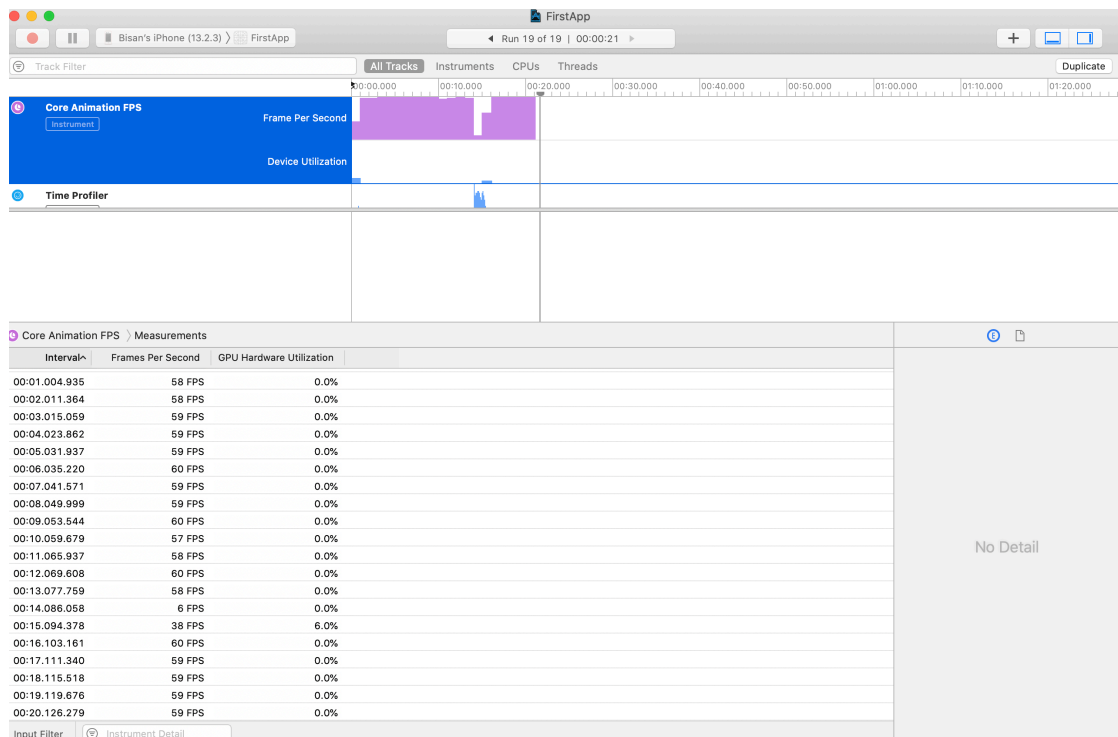 FirstApp
Bisan's iPhone (13.2.3) FirstApp
Run 19 of 19 | 00:00:21
Track Filter All Tracks Instruments CPUs Threads Duplicate
00:00.000 00:10.000 00:20.000 00:30.000 00:40.000 00:50.000 01:00.000 01:10.000 01:20.000
Core Animation FPS
Instrument
Frame Per Second
Device Utilization
Time Profiler
Core Animation FPS Measurements
Interval Frames Per Second GPU Hardware Utilization
00:01.004.935 58 FPS 0.0%
00:02.011.364 58 FPS 0.0%
00:03.015.059 59 FPS 0.0%
00:04.023.862 59 FPS 0.0%
00:05.031.937 59 FPS 0.0%
00:06.035.220 60 FPS 0.0%
00:07.041.571 59 FPS 0.0%
00:08.049.999 59 FPS 0.0%
00:09.053.544 60 FPS 0.0%
00:10.059.679 57 FPS 0.0%
00:11.065.937 58 FPS 0.0%
00:12.069.608 60 FPS 0.0%
00:13.077.759 58 FPS 0.0%
00:14.086.058 6 FPS 0.0%
00:15.094.378 38 FPS 6.0%
00:16.103.161 60 FPS 0.0%
00:17.111.340 59 FPS 0.0%
00:18.115.518 59 FPS 0.0%
00:19.119.676 59 FPS 0.0%
00:20.126.279 59 FPS 0.0%
E
No Detail
Input Filter Instrument Detail